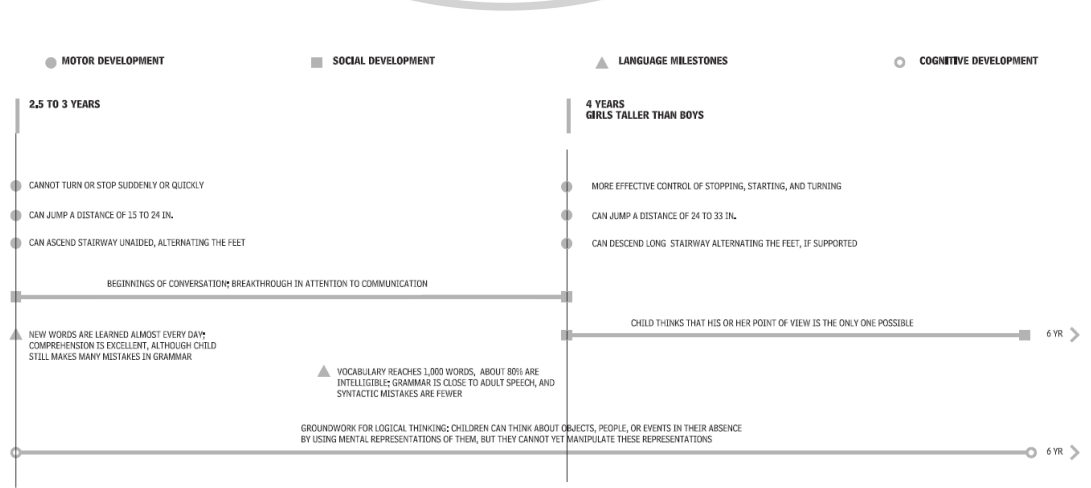 MOTOR DEVELOPMENT
SOCIAL DEVELOPMENT
LANGUAGE MILESTONES
COGNITIVE DEVELOPMENT
2.5 TO 3 YEARS
CANNOT TURN OR STOP SUDDENLY OR QUICKLY
CAN JUMP A DISTANCE OF 15 TO 24 IN.
CAN ASCEND STAIRWAY UNAIDED, ALTERNATING THE FEET
4 YEARS
GIRLS TALLER THAN BOYS
MORE EFFECTIVE CONTROL OF STOPPING, STARTING, AND TURNING
CAN JUMP A DISTANCE OF 24 TO 33 IN.
CAN DESCEND LONG STAIRWAY ALTERNATING THE FEET, IF SUPPORTED
BEGINNINGS OF CONVERSATION; BREAKTHROUGH IN ATTENTION TO COMMUNICATION
CHILD THINKS THAT HIS OR HER POINT OF VIEW IS THE ONLY ONE POSSIBLE
6 YR
NEW WORDS ARE LEARNED ALMOST EVERY DAY;
COMPREHENSION IS EXCELLENT, ALTHOUGH CHILD
STILL MAKES MANY MISTAKES IN GRAMMAR
VOCABULARY REACHES 1,000 WORDS, ABOUT 80% ARE
INTELLIGIBLE; GRAMMAR IS CLOSE TO ADULT SPEECH, AND
SYNTACTIC MISTAKES ARE FEWER
GROUNDWORK FOR LOGICAL THINKING: CHILDREN CAN THINK ABOUT OBJECTS, PEOPLE, OR EVENTS IN THEIR ABSENCE
BY USING MENTAL REPRESENTATIONS OF THEM, BUT THEY CANNOT YET MANIPULATE THESE REPRESENTATIONS
6 YR